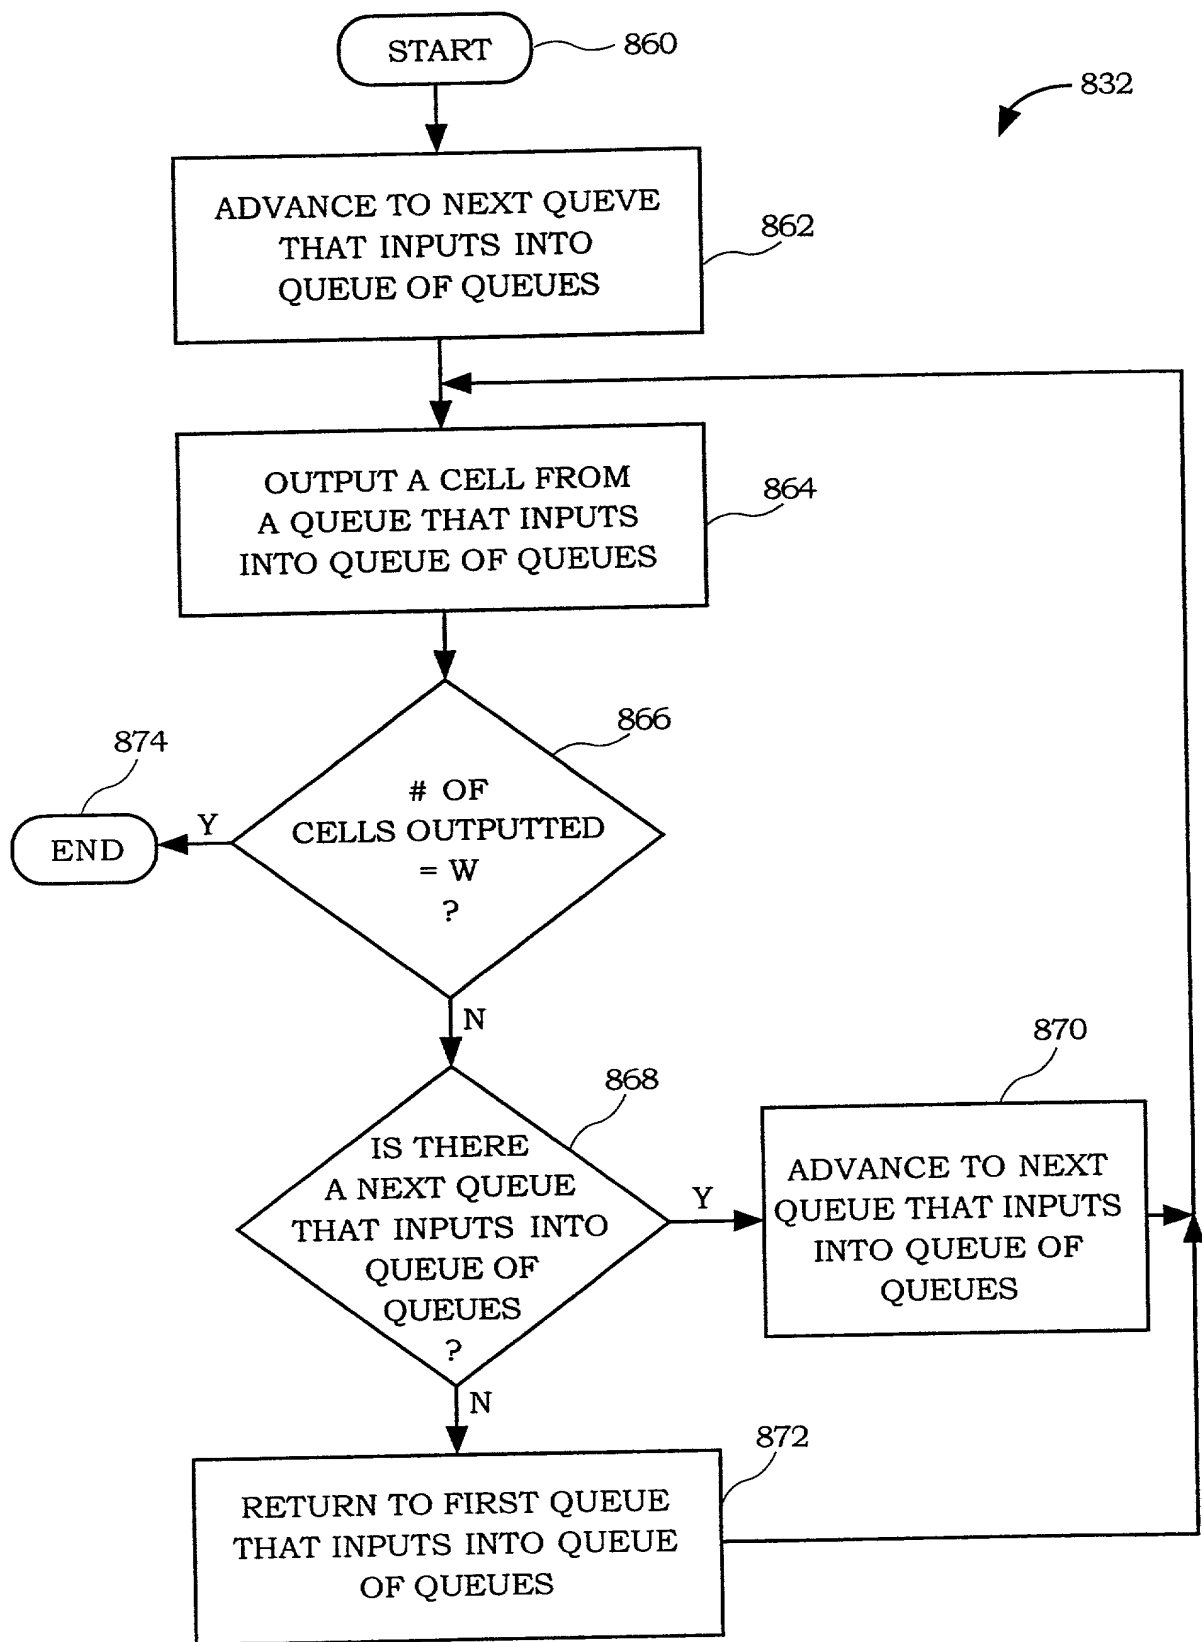 START
860
832
ADVANCE TO NEXT QUEVE
THAT INPUTS INTO
QUEUE OF QUEUES
862
OUTPUT A CELL FROM
A QUEUE THAT INPUTS
INTO QUEUE OF QUEUES
864
# OF
CELLS OUTPUTTED
= W
?
866
874
END
Y
N
IS THERE
A NEXT QUEUE
THAT INPUTS INTO
QUEUE OF
QUEUES
?
868
Y
870
ADVANCE TO NEXT
QUEUE THAT INPUTS
INTO QUEUE OF
QUEUES
N
872
RETURN TO FIRST QUEUE
THAT INPUTS INTO QUEUE
OF QUEUES